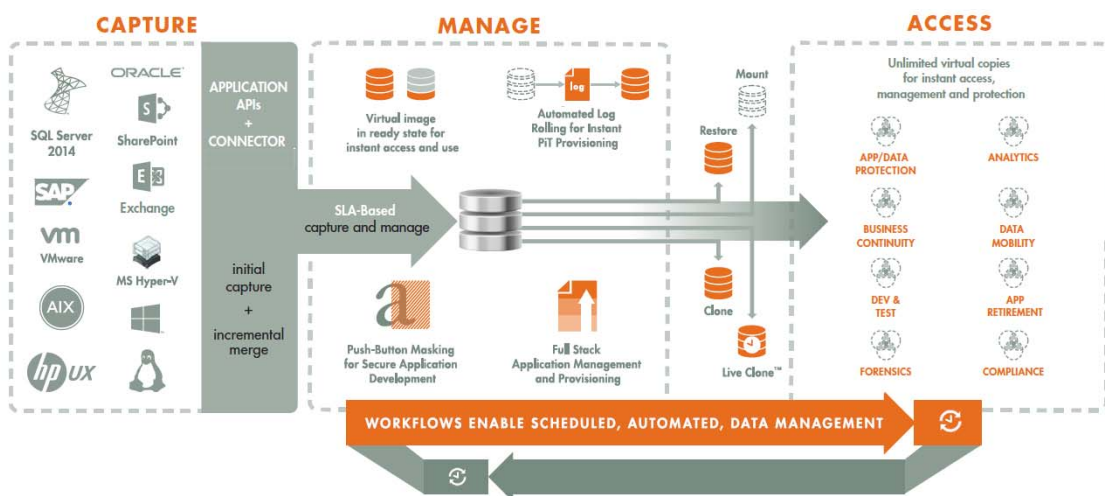 CAPTURE
SQL Server
2014
ORACLE
S
SharePoint
SAP
E
Exchange
vm
VMware
MS Hyper-V
AIX
hp UX
APPLICATION
APIs
+
CONNECTOR
initial
capture
+
incremental
merge
MANAGE
Virtual image
in ready state for
instant access and use
log
Automated Log
Rolling for Instant
PiT Provisioning
SLA-Based
capture and manage
a
Push-Button Masking
for Secure Application
Development
Full Stack
Application Management
and Provisioning
Mount
Restore
Clone
Live Clone™
ACCESS
Unlimited virtual copies
for instant access,
management and protection
APP/DATA
PROTECTION
ANALYTICS
BUSINESS
CONTINUITY
DATA
MOBILITY
DEV &
TEST
APP
RETIREMENT
FORENSICS
COMPLIANCE
WORKFLOWS ENABLE SCHEDULED, AUTOMATED, DATA MANAGEMENT